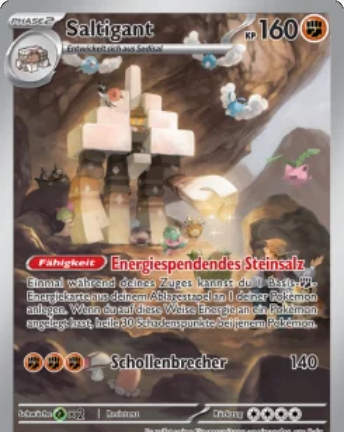 PHASE 2
Saltigant
KP 160
Entwickelt sich aus Sedisal
Fähigkeit Energiespendendes Steinsalz
Einmal während deines Zuges kannst du 1 Basis-
Energiekarte aus deinem Ablagestapel an 1 deiner Pokémon
anlegen. Wenn du auf diese Weise Energie an ein Pokémon
angelegt hast, heile 30 Schadenspunkte bei jenem Pokémon.
Schollenbrecher 140
Schwäche ×2 Resistenz Rückzug